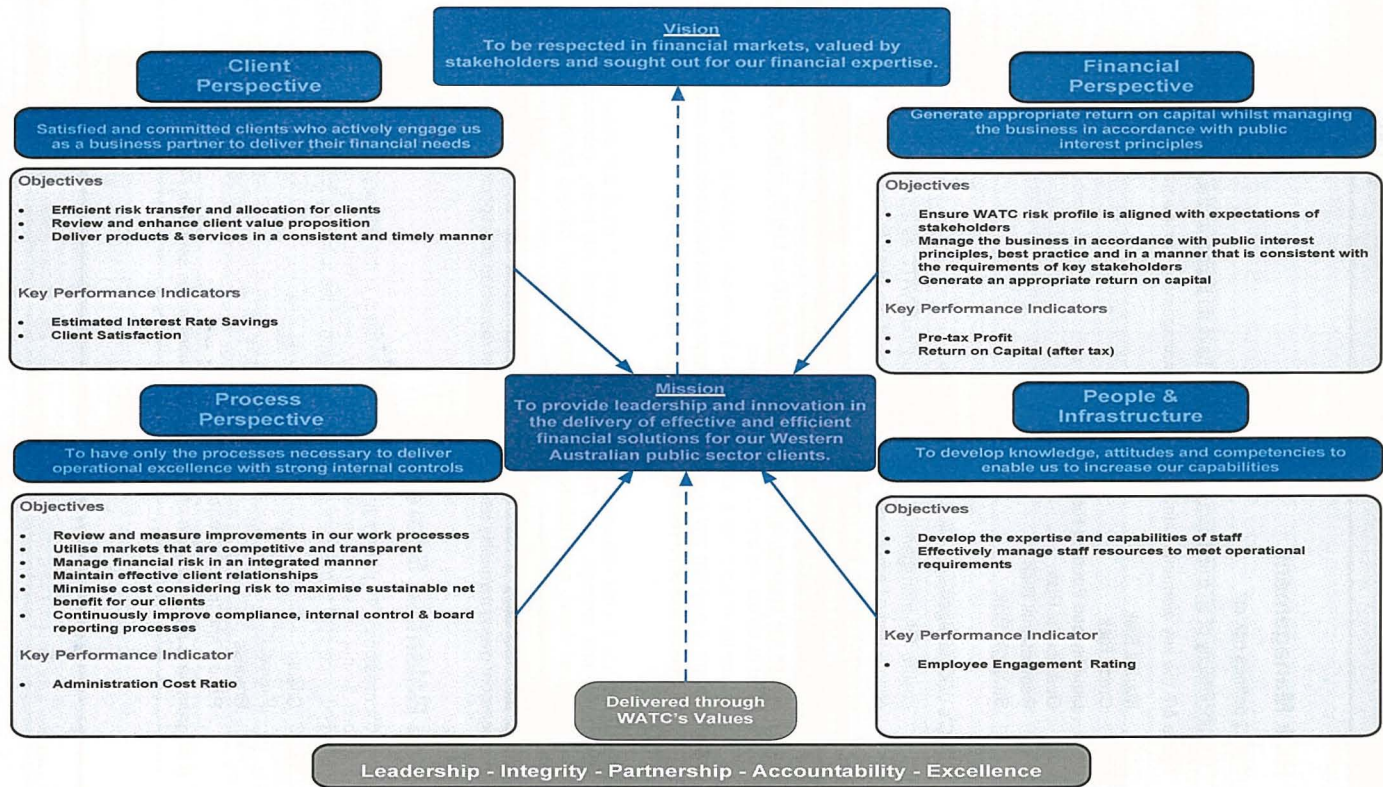 Vision
To be respected in financial markets, valued by
stakeholders and sought out for our financial expertise.
Client
Perspective
Satisfied and committed clients who actively engage us
as a business partner to deliver their financial needs
Objectives
• Efficient risk transfer and allocation for clients
• Review and enhance client value proposition
• Deliver products & services in a consistent and timely manner
Key Performance Indicators
• Estimated Interest Rate Savings
• Client Satisfaction
Financial
Perspective
Generate appropriate return on capital whilst managing
the business in accordance with public
interest principles
Objectives
• Ensure WATC risk profile is aligned with expectations of
stakeholders
• Manage the business in accordance with public interest
principles, best practice and in a manner that is consistent with
the requirements of key stakeholders
• Generate an appropriate return on capital
Key Performance Indicators
• Pre-tax Profit
• Return on Capital (after tax)
Mission
To provide leadership and innovation in
the delivery of effective and efficient
financial solutions for our Western
Australian public sector clients.
Process
Perspective
To have only the processes necessary to deliver
operational excellence with strong internal controls
Objectives
• Review and measure improvements in our work processes
• Utilise markets that are competitive and transparent
• Manage financial risk in an integrated manner
• Maintain effective client relationships
• Minimise cost considering risk to maximise sustainable net
benefit for our clients
• Continuously improve compliance, internal control & board
reporting processes
Key Performance Indicator
• Administration Cost Ratio
People &
Infrastructure
To develop knowledge, attitudes and competencies to
enable us to increase our capabilities
Objectives
• Develop the expertise and capabilities of staff
• Effectively manage staff resources to meet operational
requirements
Key Performance Indicator
• Employee Engagement Rating
Delivered through
WATC's Values
Leadership - Integrity - Partnership - Accountability - Excellence